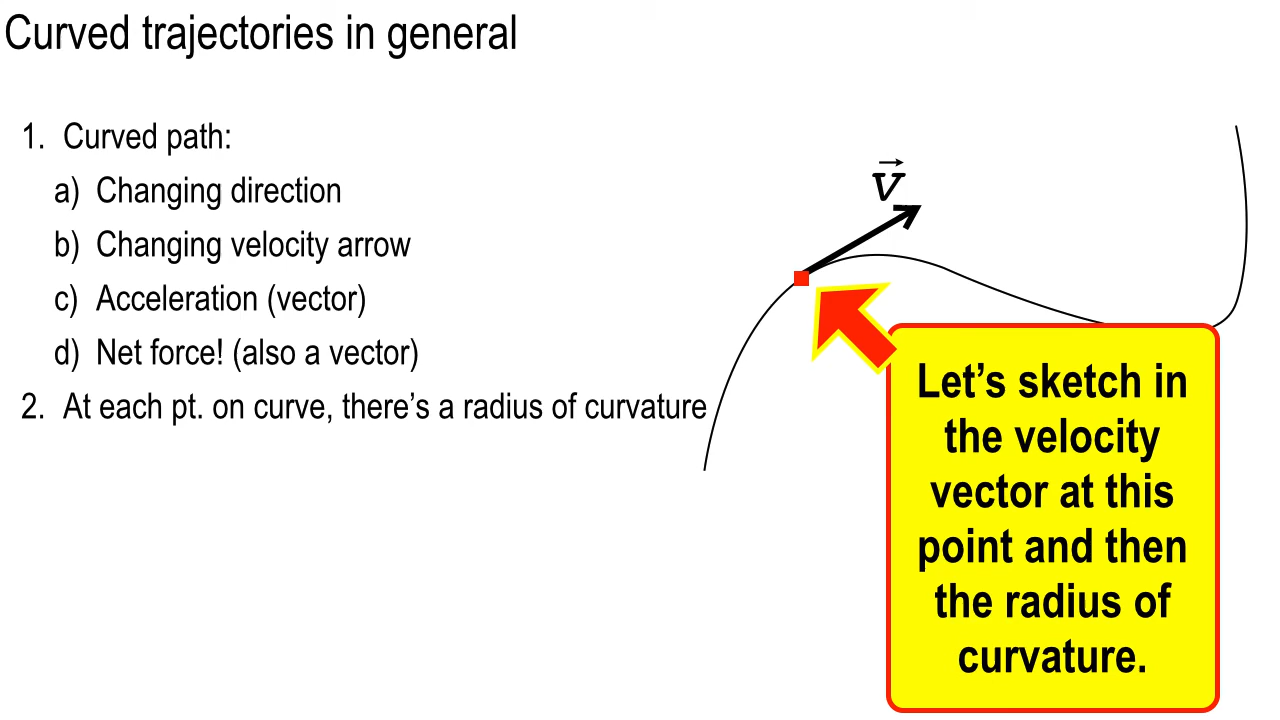 Curved trajectories in general
1. Curved path:
a) Changing direction
b) Changing velocity arrow
c) Acceleration (vector)
d) Net force! (also a vector)
2. At each pt. on curve, there’s a radius of curvature
v⃗
Let’s sketch in
the velocity
vector at this
point and then
the radius of
curvature.